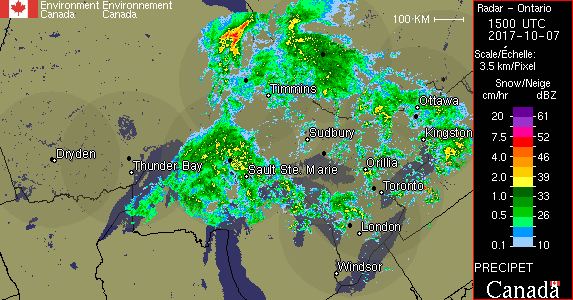 Environment Environnement
Canada Canada
100 KM
Timmins
Ottawa
Sudbury
Kingston
Dryden
Thunder Bay
Sault Ste. Marie
Orillia
Toronto
London
Windsor
Radar - Ontario
1500 UTC
2017-10-07
Scale/Échelle:
3.5 km/Pixel
Snow/Neige
cm/hr dBZ
20 61
7.5 52
4.0 46
2.0 39
1.0 33
0.5 26
0.1 10
PRECIPET
Canada